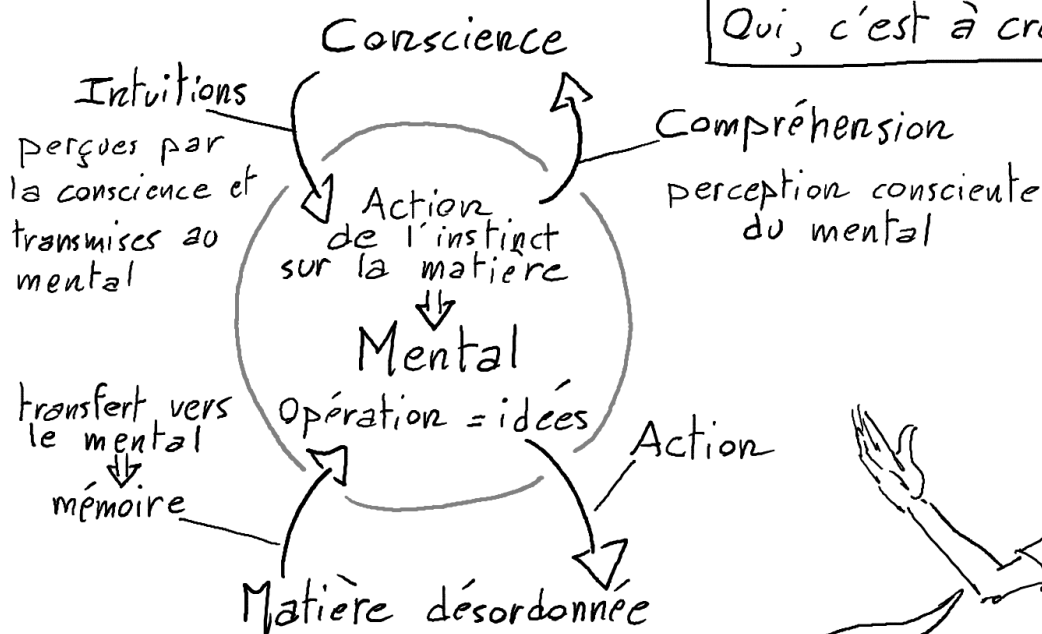 Conscience
Qui, c'est à
Intuitions
perçues par
la conscience et
transmises au
mental
Compréhension
perception consciente
du mental
Action
de l'instinct
sur la matière
Mental
Opération = idées
transfert vers
le mental
mémoire
Action
Matière désordonnée